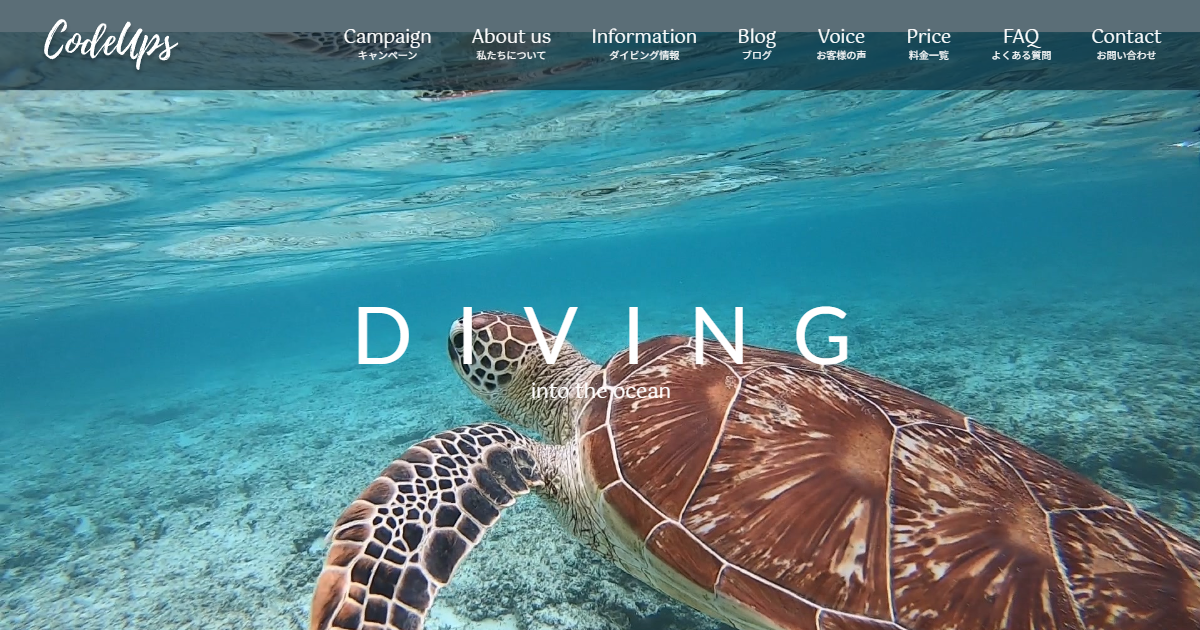 CodeUps
Campaign
キャンペーン
About us
私たちについて
Information
ダイビング情報
Blog
ブログ
Voice
お客様の声
Price
料金一覧
FAQ
よくある質問
Contact
お問い合わせ
DIVING
into the ocean